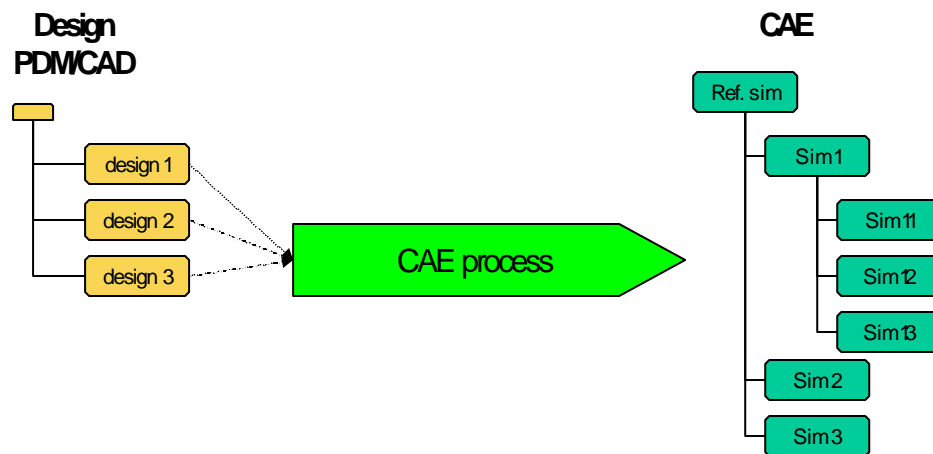 Design
PDM/CAD
CAE
Ref. sim
Sim1
design 1
Sim11
design 2
CAE process
design 3
Sim12
Sim13
Sim2
Sim3